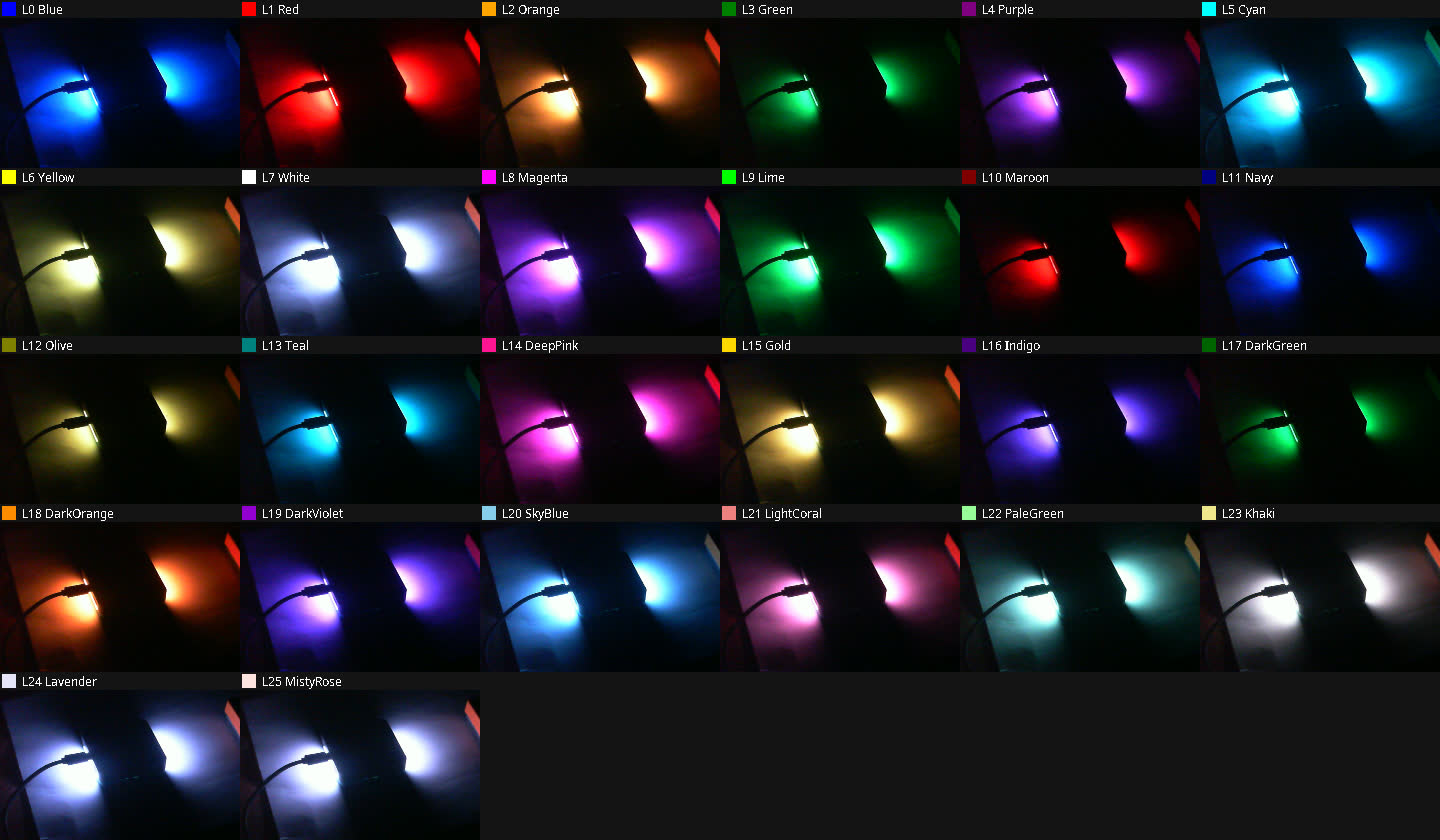 L0 Blue
L1 Red
L2 Orange
L3 Green
L4 Purple
L5 Cyan
L6 Yellow
L7 White
L8 Magenta
L9 Lime
L10 Maroon
L11 Navy
L12 Olive
L13 Teal
L14 DeepPink
L15 Gold
L16 Indigo
L17 DarkGreen
L18 DarkOrange
L19 DarkViolet
L20 SkyBlue
L21 LightCoral
L22 PaleGreen
L23 Khaki
L24 Lavender
L25 MistyRose